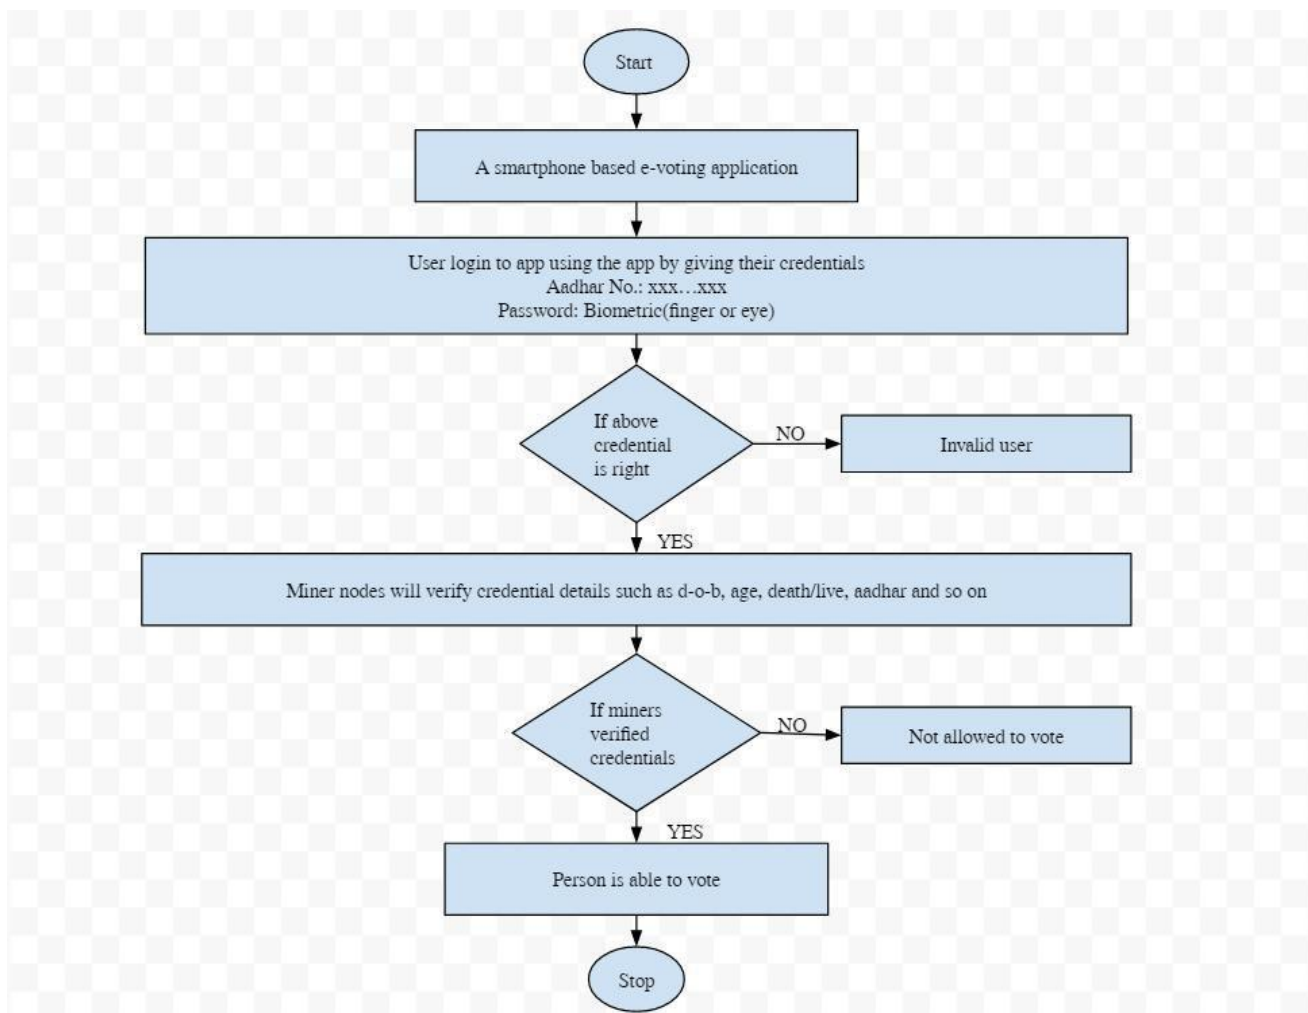 Start
A smartphone based e-voting application
User login to app using the app by giving their credentials
Aadhar No.: xxx…xxx
Password: Biometric(finger or eye)
If above
credential
is right
NO
Invalid user
YES
Miner nodes will verify credential details such as d-o-b, age, death/live, aadhar and so on
If miners
verified
credentials
NO
Not allowed to vote
YES
Person is able to vote
Stop